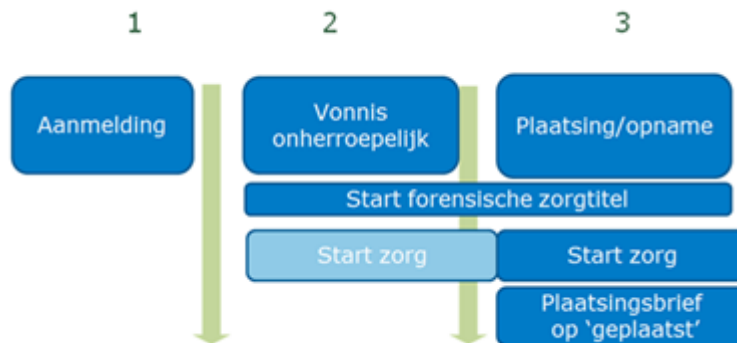 1
2
3
Aanmelding
Vonnis
onherroepelijk
Plaatsing/opname
Start forensische zorgtitel
Start zorg
Start zorg
Plaatsingsbrief
op ‘geplaatst’